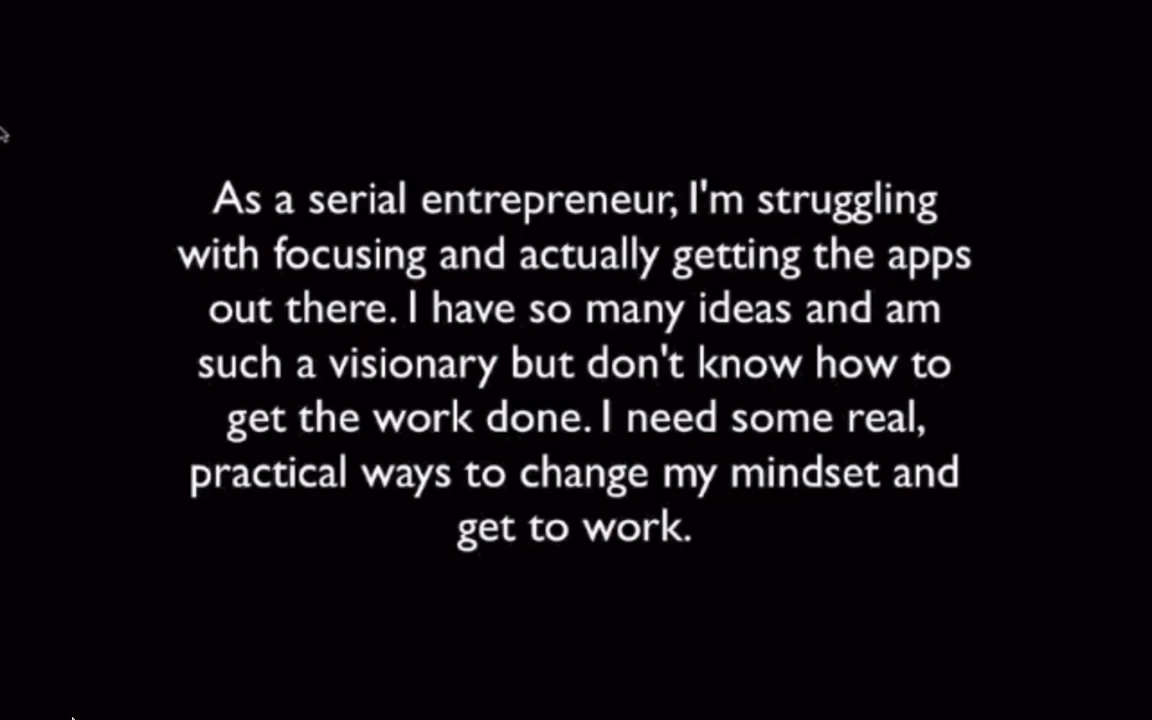 As a serial entrepreneur, I'm struggling
with focusing and actually getting the apps
out there. I have so many ideas and am
such a visionary but don't know how to
get the work done. I need some real,
practical ways to change my mindset and
get to work.